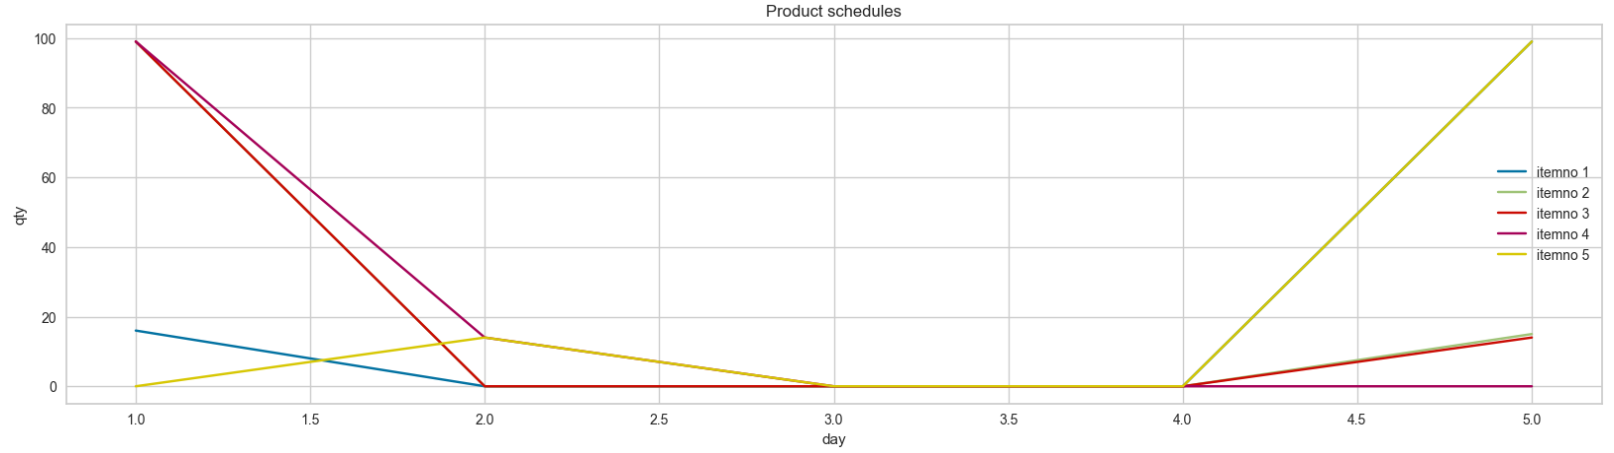 Product schedules
100
80
60
40
20
0
qty
1.0 1.5 2.0 2.5 3.0 3.5 4.0 4.5 5.0
day
itemno 1
itemno 2
itemno 3
itemno 4
itemno 5